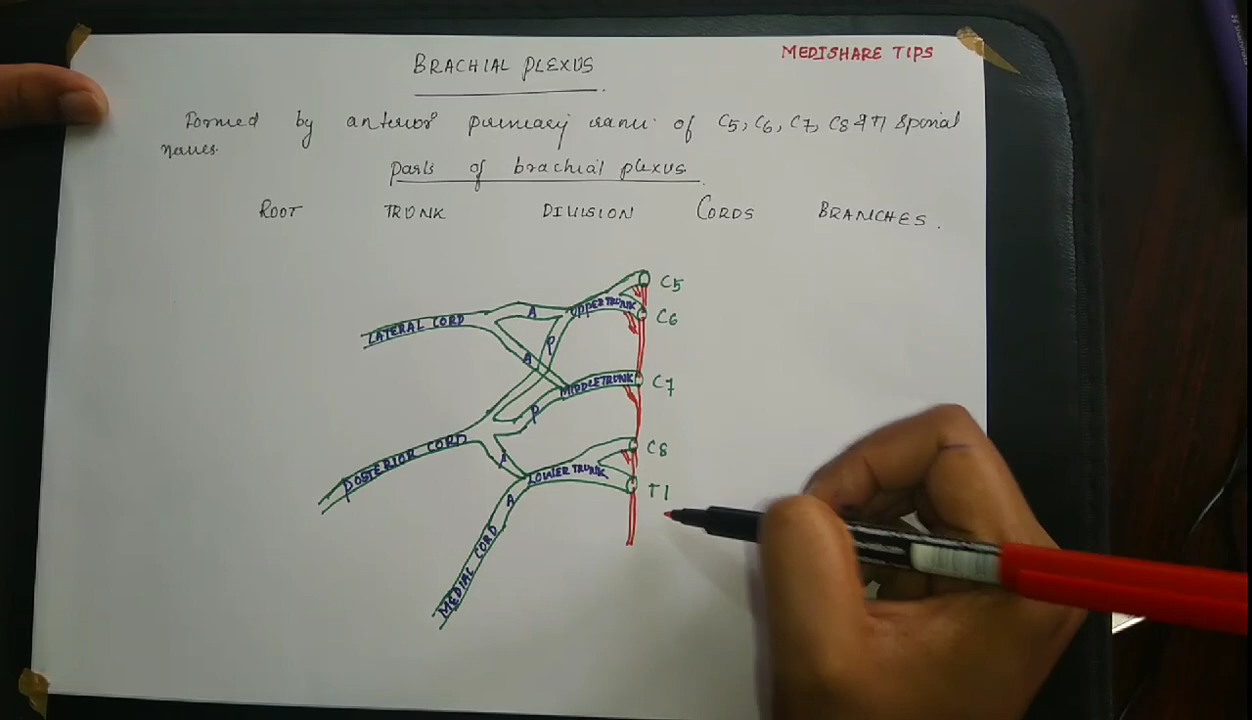 BRACHIAL PLEXUS
MEDISHARE TIPS
Formed by anterior primary rami of C5, C6, C7, C8 & T1 Spinal
nerves.
Parts of brachial plexus
ROOT TRUNK DIVISION CORDS BRANCHES.
C5
UPPER TRUNK
C6
A
LATERAL CORD
P
A
MIDDLE TRUNK C7
P
POSTERIOR CORD
C8
A
LOWER TRUNK
T1
A
MEDIAL CORD